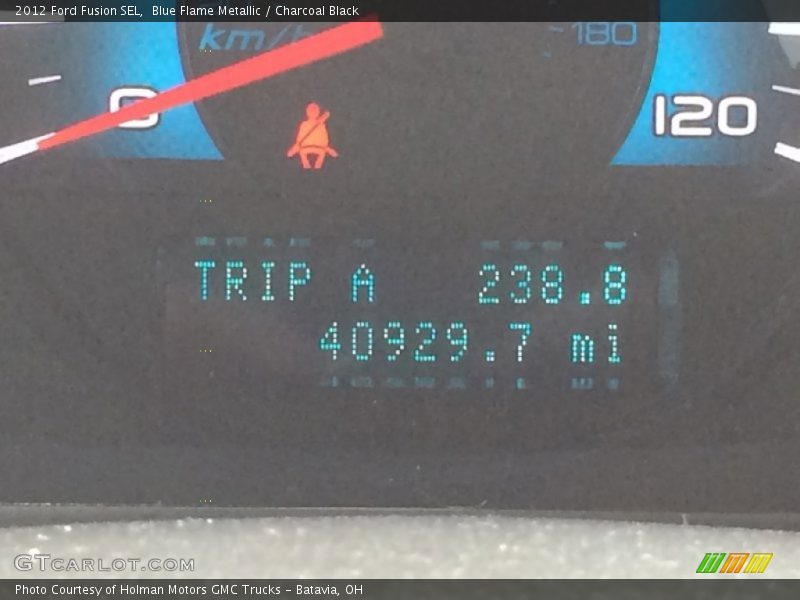 2012 Ford Fusion SEL, Blue Flame Metallic / Charcoal Black
km/h 180
0 120
TRIP A 238.8
40929.7 mi
GTCARLOT.COM
Photo Courtesy of Holman Motors GMC Trucks - Batavia, OH